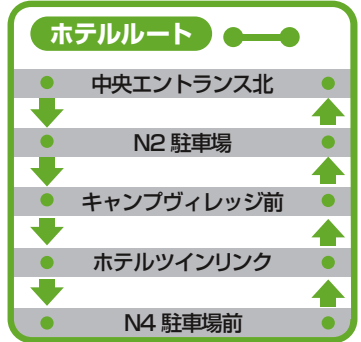 ホテルルート
中央エントランス北
N2 駐車場
キャンプヴィレッジ前
ホテルツインリンク
N4 駐車場前